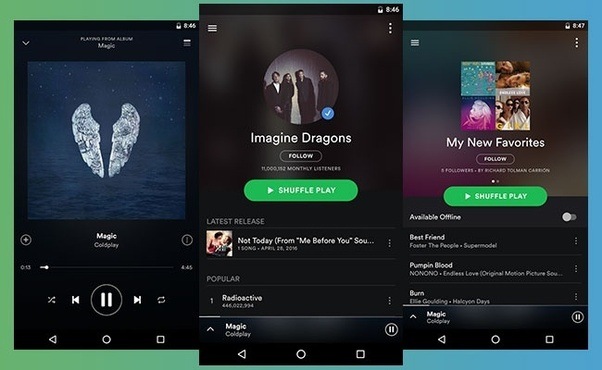 8:46
PLAYING FROM ALBUM
Magic
Magic
Coldplay
0:13
4:46
8:46
Imagine Dragons
FOLLOW
11,000,152 MONTHLY LISTENERS
SHUFFLE PLAY
LATEST RELEASE
Not Today (From "Me Before You" Sou...
1 SONG • APRIL 28, 2016
POPULAR
1 Radioactive
446,022,994
Magic
Coldplay
8:47
My New Favorites
FOLLOW
5 FOLLOWERS • BY RICHARD TOLMAN CARRIÓN
SHUFFLE PLAY
Available Offline
Best Friend
Foster The People • Supermodel
Pumpin Blood
NONONO • Endless Love (Original Motion Picture Sou...
Burn
Ellie Goulding • Halcyon Days
Magic
Coldplay